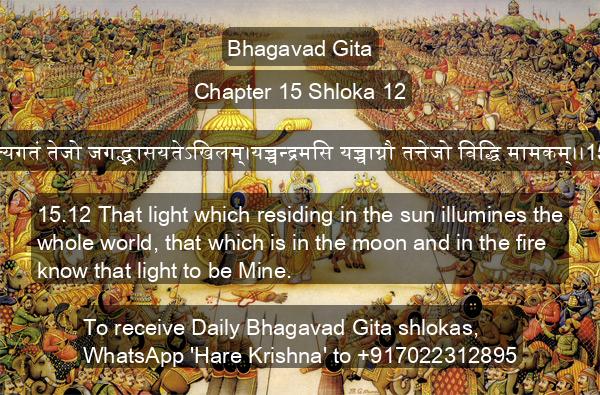 Bhagavad Gita
Chapter 15 Shloka 12
त्यगतं तेजो जगद्भासयतेऽखिलम्।यच्चन्द्रमसि यच्चाग्नौ तत्तेजो विद्धि मामकम्।।15
15.12 That light which residing in the sun illumines the
whole world, that which is in the moon and in the fire
know that light to be Mine.
To receive Daily Bhagavad Gita shlokas,
WhatsApp 'Hare Krishna' to +917022312895